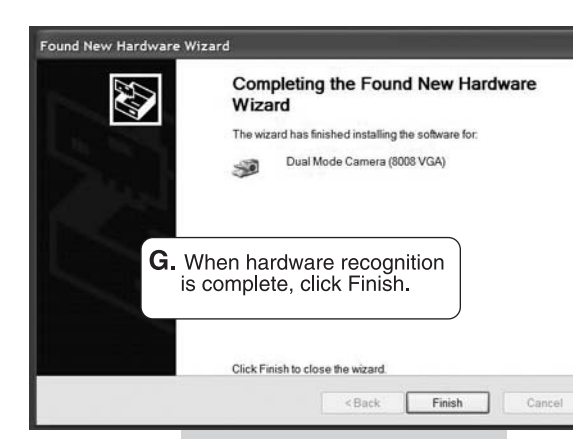 Found New Hardware Wizard
Completing the Found New Hardware
Wizard
The wizard has finished installing the software for:
Dual Mode Camera (8008 VGA)
G. When hardware recognition
is complete, click Finish.
Click Finish to close the wizard.
< Back Finish Cancel